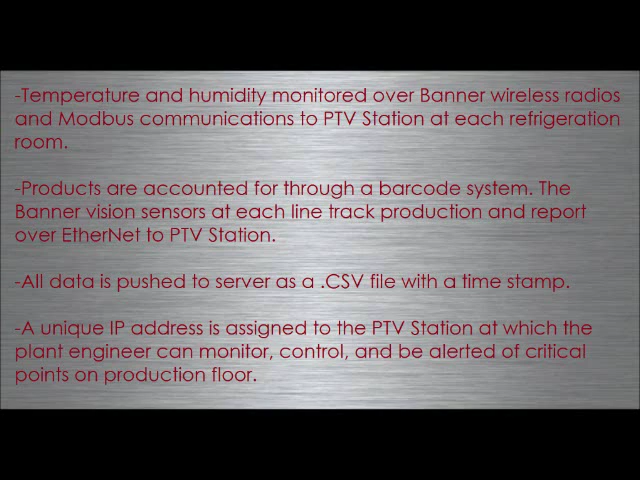 -Temperature and humidity monitored over Banner wireless radios
and Modbus communications to PTV Station at each refrigeration
room.
-Products are accounted for through a barcode system. The
Banner vision sensors at each line track production and report
over EtherNet to PTV Station.
-All data is pushed to server as a .CSV file with a time stamp.
-A unique IP address is assigned to the PTV Station at which the
plant engineer can monitor, control, and be alerted of critical
points on production floor.